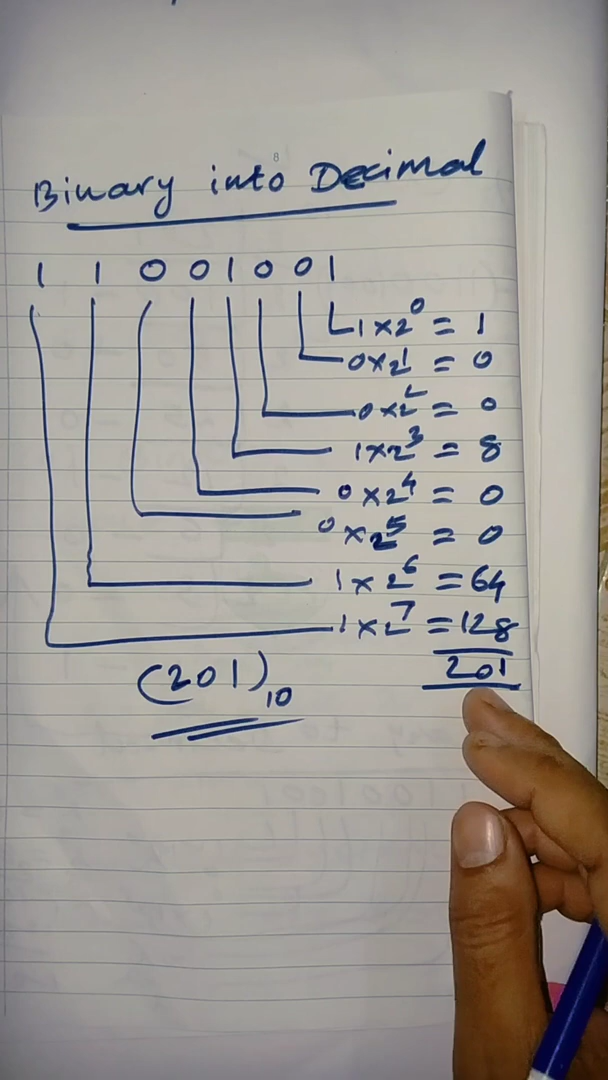 Binary into Decimal
1 1 0 0 1 0 0 1
1×2⁰ = 1
0×2¹ = 0
0×2² = 0
1×2³ = 8
0×2⁴ = 0
0×2⁵ = 0
1×2⁶ = 64
1×2⁷ = 128
201
(201)₁₀